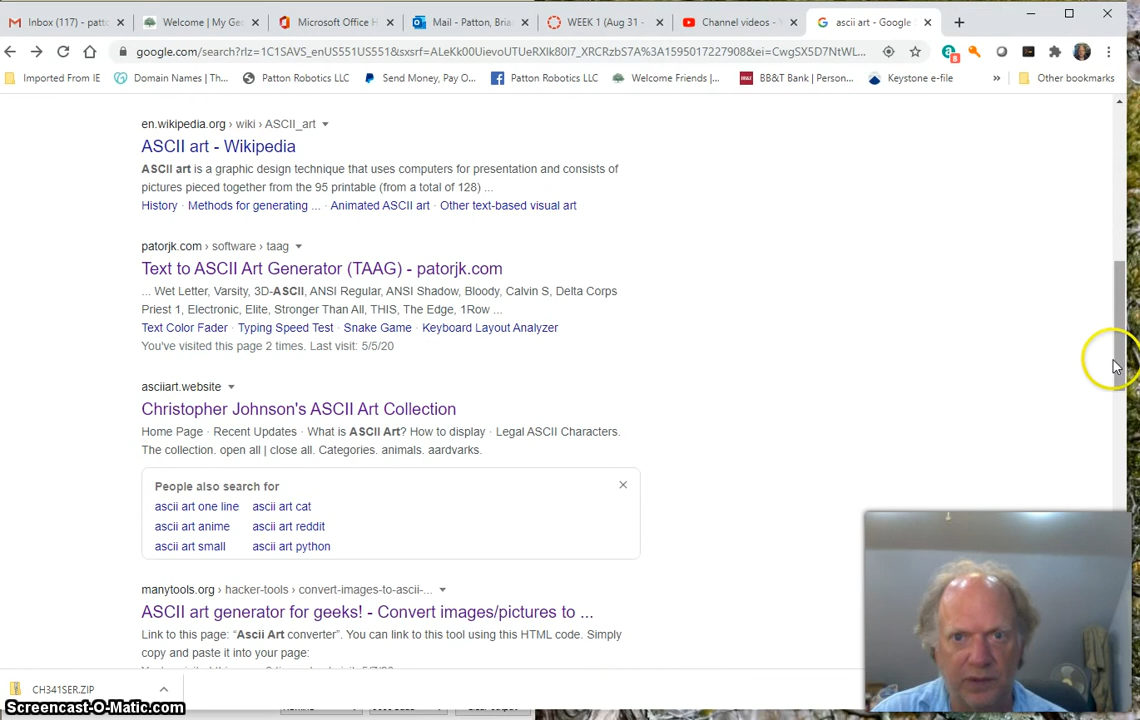 Inbox (117) - patto
Welcome | My Geo
Microsoft Office H
Mail - Patton, Bria
WEEK 1 (Aug 31 -
Channel videos - Y
ascii art - Google S
google.com/search?rlz=1C1SAVS_enUS551US551&sxsrf=ALeKk00UievoUTUeRXIk80I7_XRCRzbS7A%3A1595017227908&ei=CwgSX5D7NtWL...
8
Imported From IE
Domain Names | Th...
Patton Robotics LLC
Send Money, Pay O...
Patton Robotics LLC
Welcome Friends |...
BB&T Bank | Person...
Keystone e-file
»
Other bookmarks
en.wikipedia.org › wiki › ASCII_art
ASCII art - Wikipedia
ASCII art is a graphic design technique that uses computers for presentation and consists of
pictures pieced together from the 95 printable (from a total of 128) ...
History · Methods for generating ... · Animated ASCII art · Other text-based visual art
patorjk.com › software › taag
Text to ASCII Art Generator (TAAG) - patorjk.com
... Wet Letter, Varsity, 3D-ASCII, ANSI Regular, ANSI Shadow, Bloody, Calvin S, Delta Corps
Priest 1, Electronic, Elite, Stronger Than All, THIS, The Edge, 1Row ...
Text Color Fader · Typing Speed Test · Snake Game · Keyboard Layout Analyzer
You've visited this page 2 times. Last visit: 5/5/20
asciiart.website
Christopher Johnson's ASCII Art Collection
Home Page · Recent Updates · What is ASCII Art? How to display · Legal ASCII Characters.
The collection. open all | close all. Categories. animals. aardvarks.
People also search for
ascii art one line
ascii art cat
ascii art anime
ascii art reddit
ascii art small
ascii art python
manytools.org › hacker-tools › convert-images-to-ascii-...
ASCII art generator for geeks! - Convert images/pictures to ...
Link to this page: "Ascii Art converter". You can link to this tool using this HTML code. Simply
copy and paste it into your page:
CH341SER.ZIP
Screencast-O-Matic.com